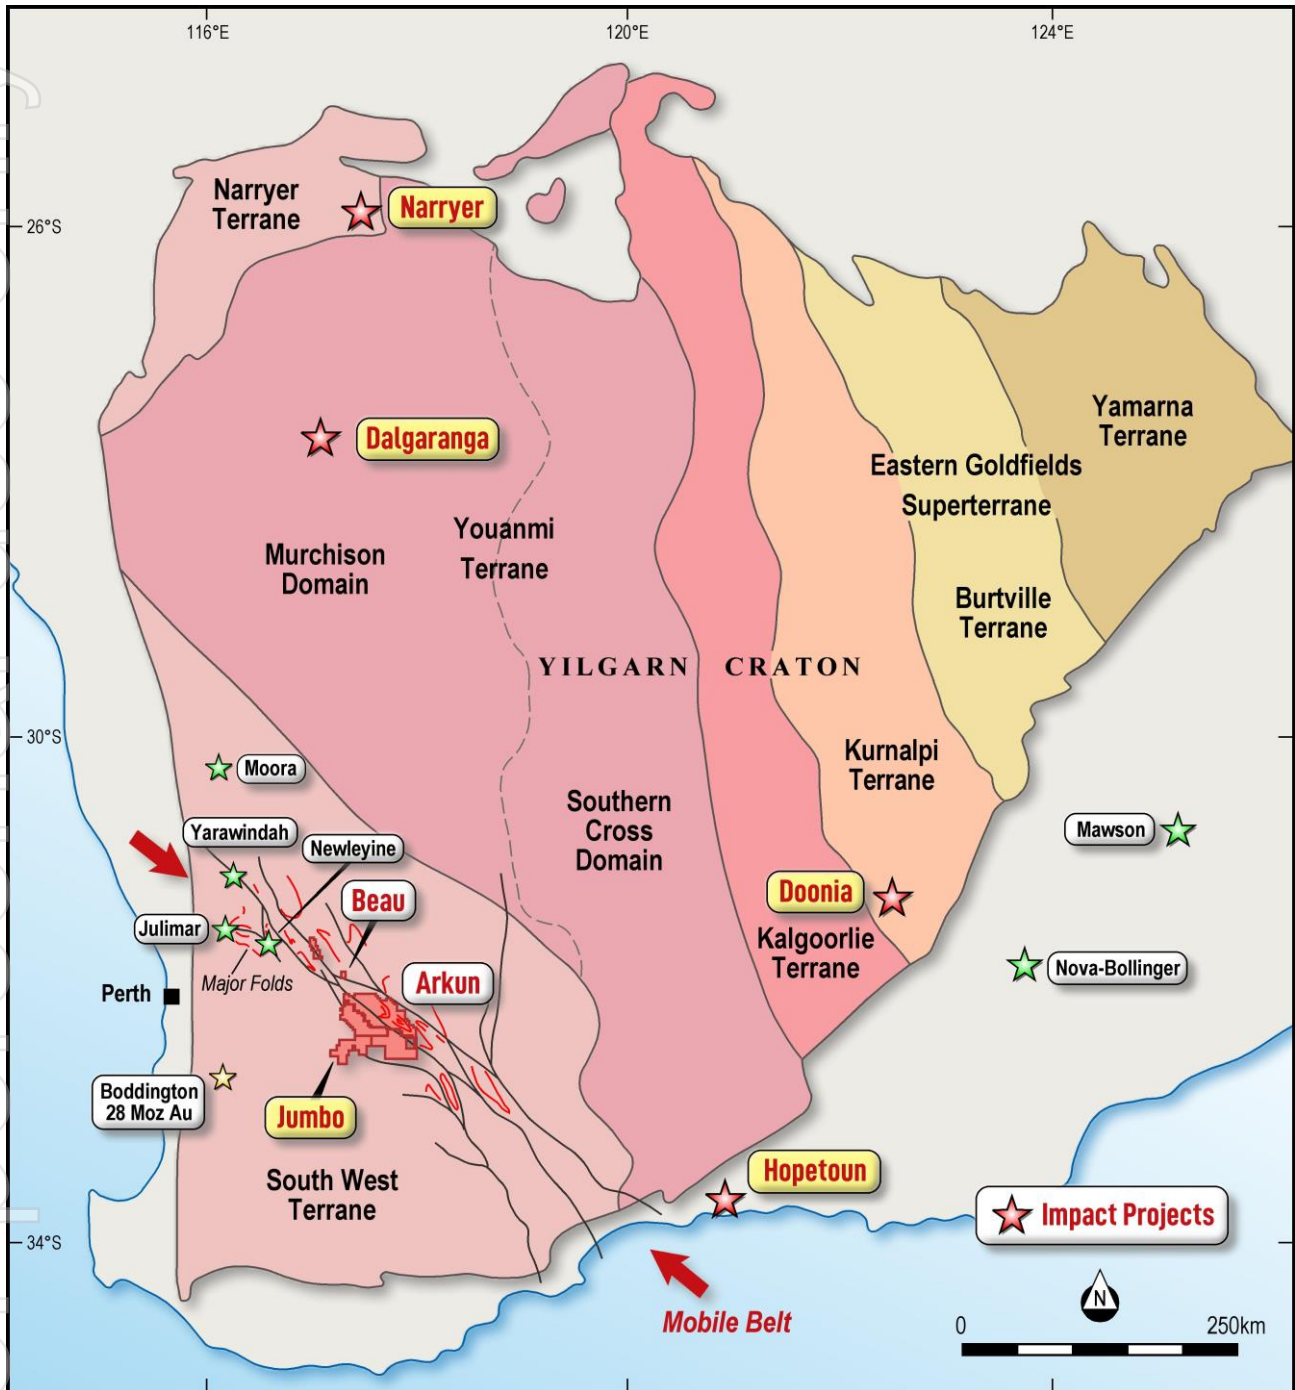 116°E
120°E
124°E
Narryer
Terrane
Narryer
26°S
Dalgaranga
Yamarna
Terrane
Eastern Goldfields
Superterrane
Youanmi
Terrane
Murchison
Domain
Burtville
Terrane
YILGARN CRATON
30°S
Kurnalpi
Terrane
Moora
Southern
Cross
Domain
Yarawindah
Newleyine
Mawson
Beau
Doonia
Julimar
Kalgoorlie
Terrane
Major Folds
Arkun
Nova-Bollinger
Perth
Boddington
28 Moz Au
Jumbo
South West
Terrane
Hopetoun
Impact Projects
34°S
Mobile Belt
N
0 250km